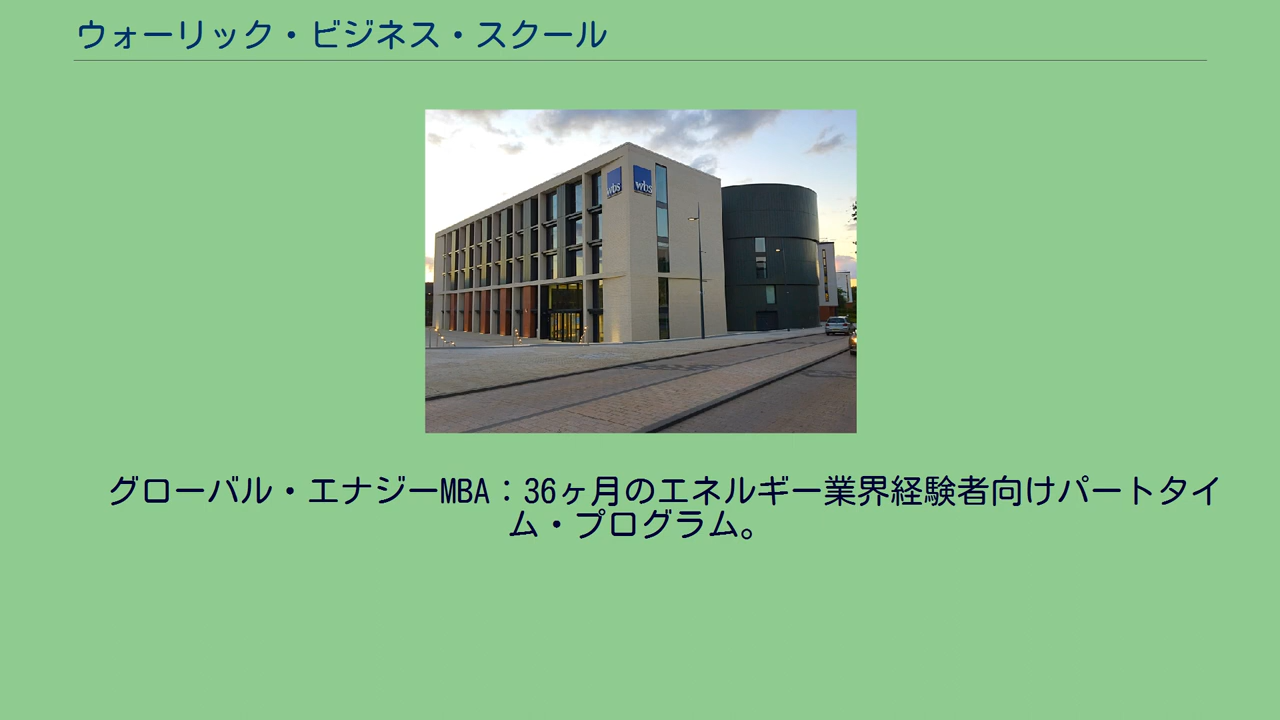 ウォーリック・ビジネス・スクール
wbs
wbs
グローバル・エナジーMBA：36ヶ月のエネルギー業界経験者向けパートタイ
ム・プログラム。